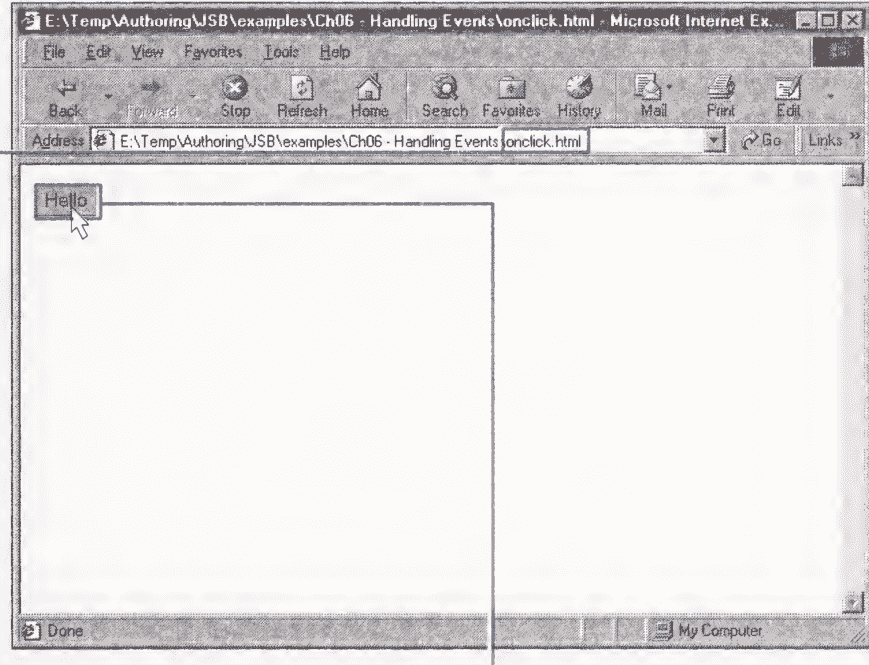 E:\Temp\Authoring\JSB\examples\Ch06 - Handling Events\onclick.html - Microsoft Internet Ex...
File Edit View Favorites Tools Help
Back Forward Stop Refresh Home Search Favorites History Mail Print Edit
Address E:\Temp\Authoring\JSB\examples\Ch06 - Handling Events\onclick.html Go Links »
Hello
Done My Computer